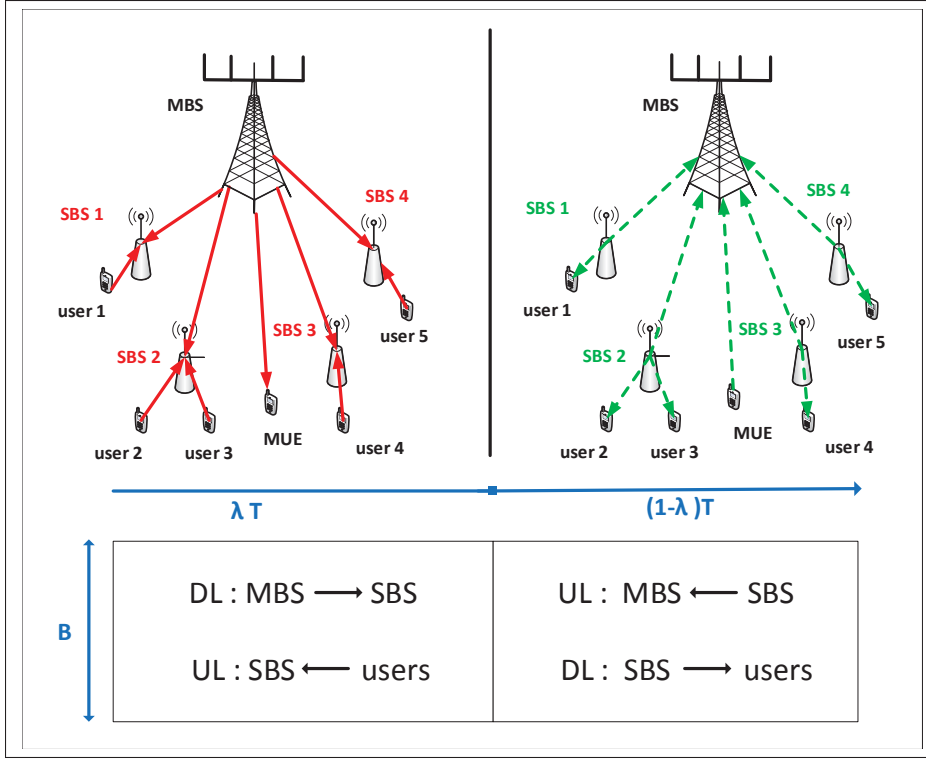 MBS
SBS 1
SBS 4
user 1
user 5
SBS 2
SBS 3
user 2
user 3
MUE
user 4
MBS
SBS 1
SBS 4
user 1
user 5
SBS 2
SBS 3
user 2
user 3
MUE
user 4
λ T
(1-λ )T
B
DL : MBS → SBS
UL : SBS ← users
UL : MBS ← SBS
DL : SBS → users